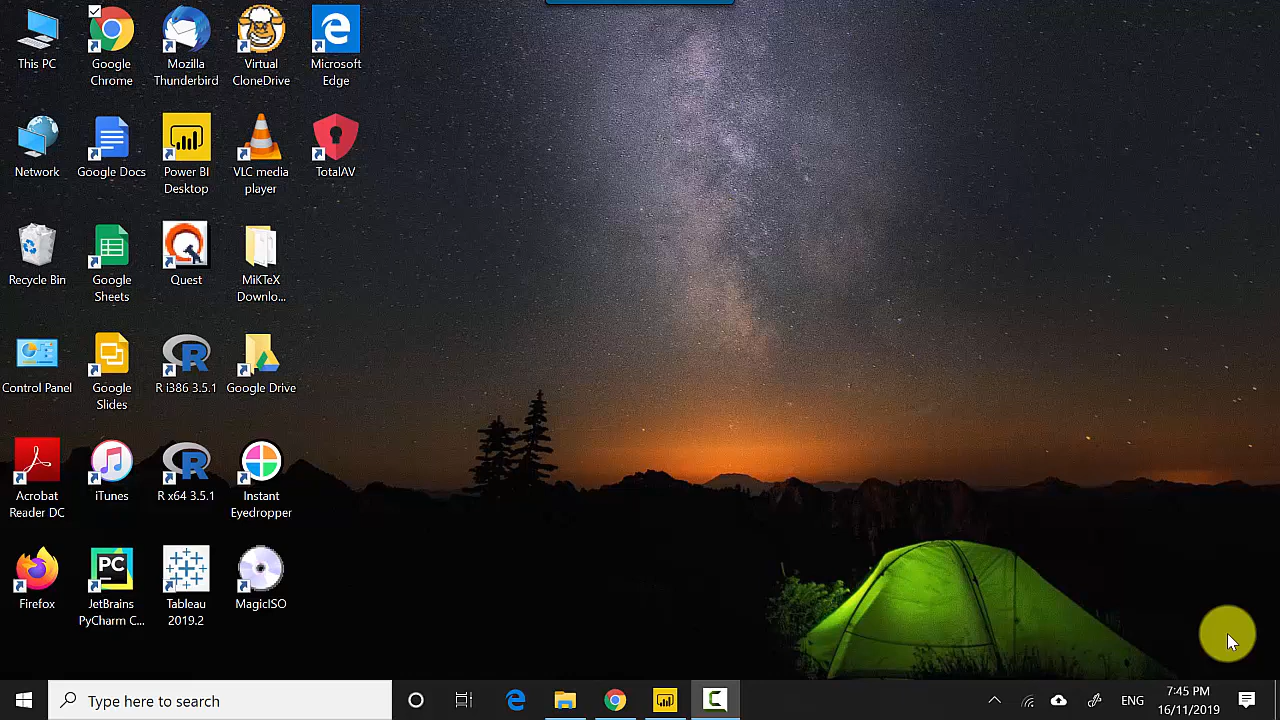 This PC
Google
Chrome
Mozilla
Thunderbird
Virtual
CloneDrive
Microsoft
Edge
Network
Google Docs
Power BI
Desktop
VLC media
player
TotalAV
Recycle Bin
Google
Sheets
Quest
MiKTeX
Downlo...
Control Panel
Google
Slides
R i386 3.5.1
Google Drive
Acrobat
Reader DC
iTunes
R x64 3.5.1
Instant
Eyedropper
Firefox
PC
JetBrains
PyCharm C...
Tableau
2019.2
MagicISO
Type here to search
ENG
7:45 PM
16/11/2019